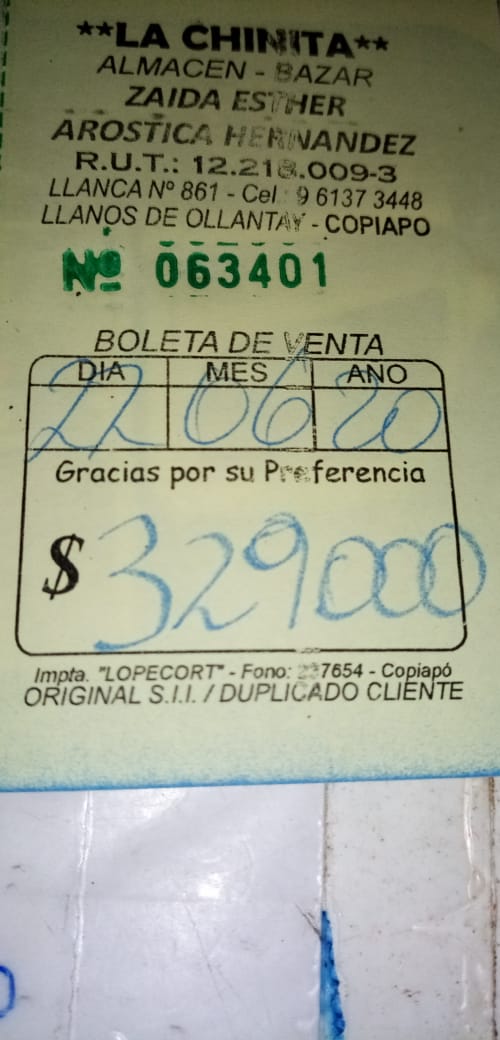 **LA CHINITA**
ALMACEN - BAZAR
ZAIDA ESTHER
AROSTICA HERNANDEZ
R.U.T.: 12.218.009-3
LLANCA Nº 861 - Cel.: 9 6137 3448
LLANOS DE OLLANTAY - COPIAPO
Nº 063401
BOLETA DE VENTA
DIA MES AÑO
22 06 20
Gracias por su Preferencia
$ 329000
Impta. "LOPECORT" - Fono: 7654 - Copiapó
ORIGINAL S.I.I. / DUPLICADO CLIENTE